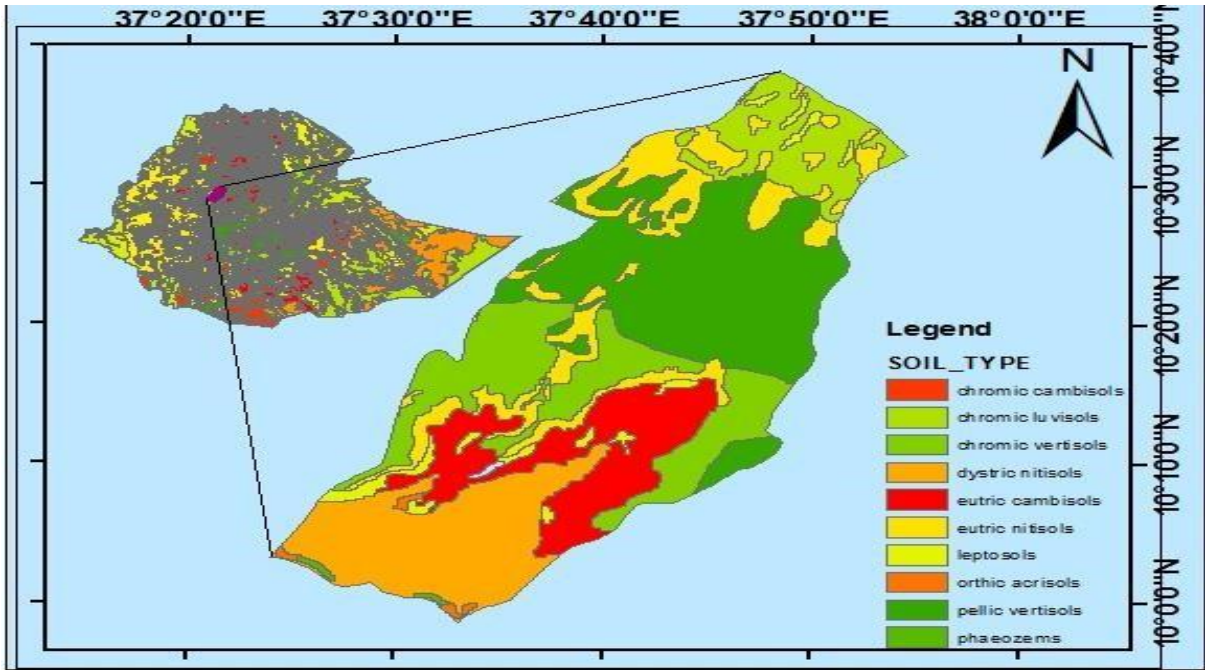 37°20'0"E 37°30'0"E 37°40'0"E 37°50'0"E 38°0'0"E
N
10°40'0"N
10°30'0"N
10°20'0"N
10°10'0"N
10°0'0"N
Legend
SOIL_TYPE
chromic cambisols
chromic luvisols
chromic vertisols
dystric nitisols
eutric cambisols
eutric nitisols
leptosols
orthic acrisols
pellic vertisols
phaeozems